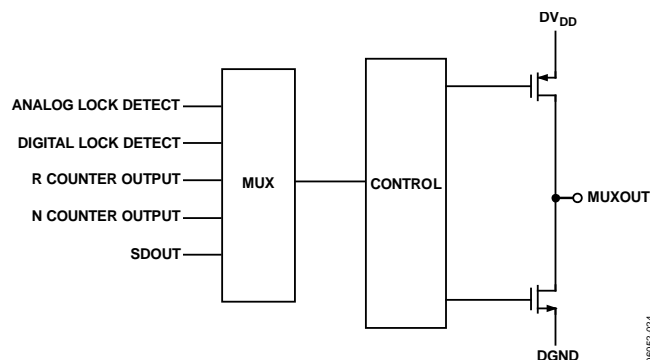 DVDD
ANALOG LOCK DETECT
DIGITAL LOCK DETECT
R COUNTER OUTPUT
MUX
CONTROL
N COUNTER OUTPUT
MUXOUT
SDOUT
DGND